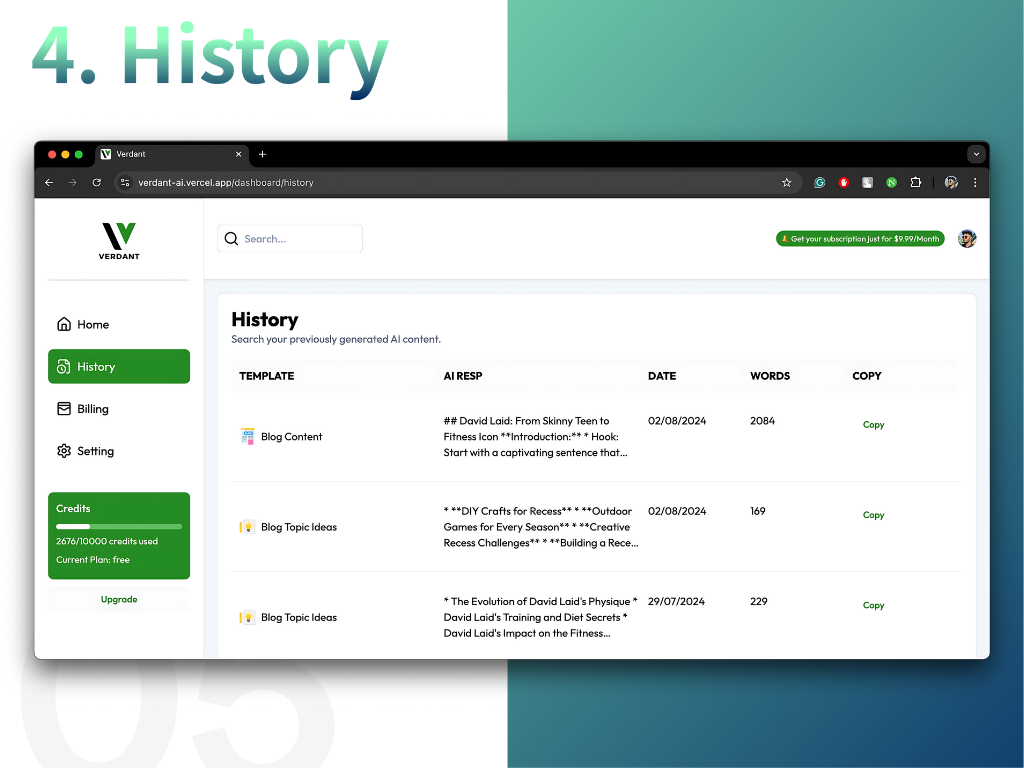 4. History
Verdant
verdant-ai.vercel.app/dashboard/history
VERDANT
Search...
Get your subscription just for $9.99/Month
Home
History
Billing
Setting
Credits
2676/10000 credits used
Current Plan: free
Upgrade
History
Search your previously generated AI content.
TEMPLATE AI RESP DATE WORDS COPY
Blog Content
## David Laid: From Skinny Teen to
Fitness Icon **Introduction:** * Hook:
Start with a captivating sentence that...
02/08/2024
2084
Copy
Blog Topic Ideas
* **DIY Crafts for Recess** * **Outdoor
Games for Every Season** * **Creative
Recess Challenges** * **Building a Rece...
02/08/2024
169
Copy
Blog Topic Ideas
* The Evolution of David Laid's Physique *
David Laid's Training and Diet Secrets *
David Laid's Impact on the Fitness...
29/07/2024
229
Copy
05